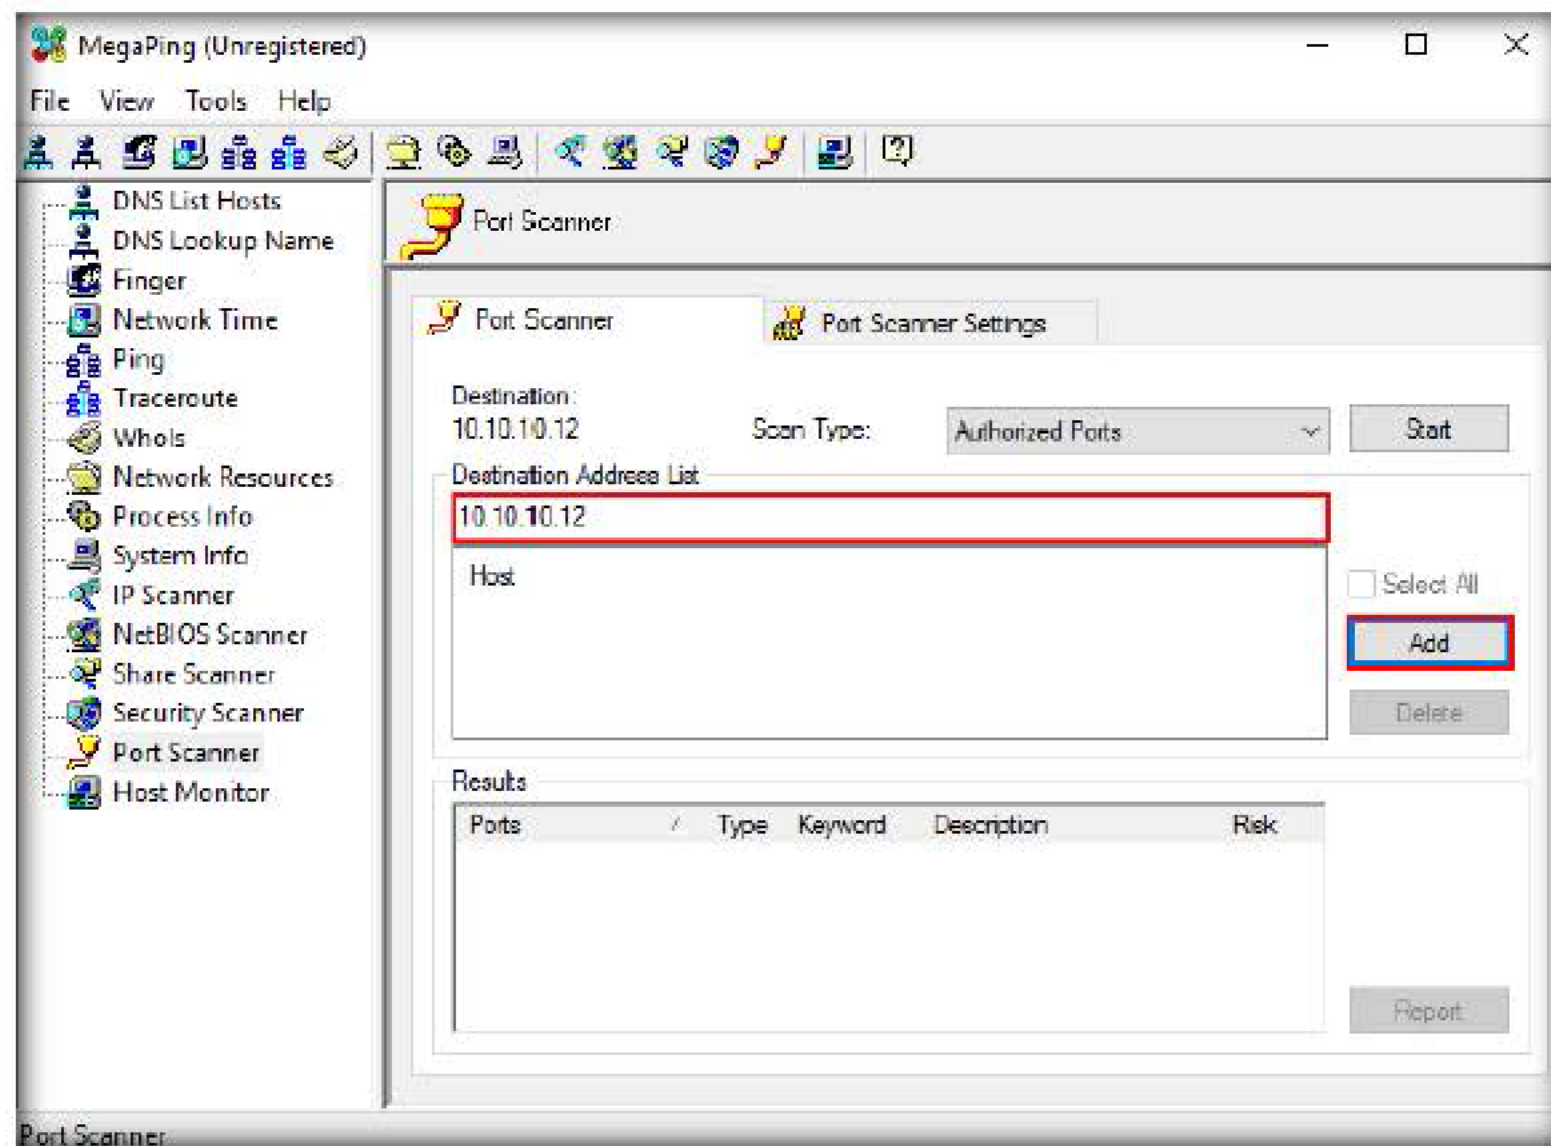 MegaPing (Unregistered)
File View Tools Help
DNS List Hosts
DNS Lookup Name
Finger
Network Time
Ping
Traceroute
Whois
Network Resources
Process Info
System Info
IP Scanner
NetBIOS Scanner
Share Scanner
Security Scanner
Port Scanner
Host Monitor
Port Scanner
Port Scanner Port Scanner Settings
Destination:
10.10.10.12 Scan Type: Authorized Ports Start
Destination Address List
10.10.10.12
Host
Select All
Add
Delete
Results
Ports Type Keyword Description Risk
Report
Port Scanner